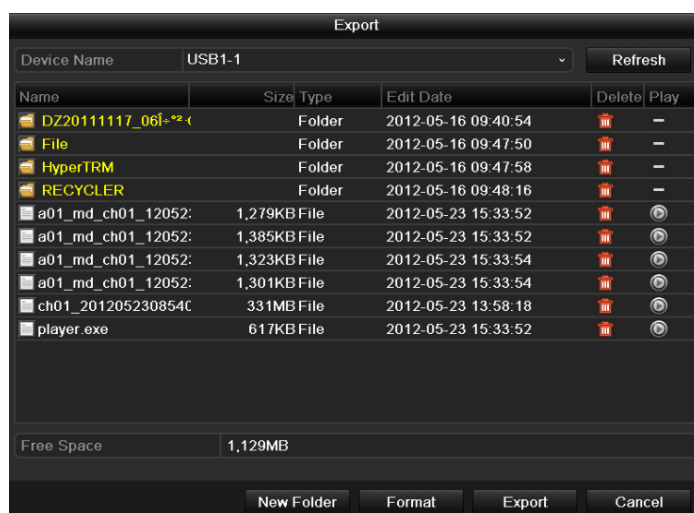 Export
Device Name USB1-1 Refresh
Name Size Type Edit Date Delete Play
Folder 2012-05-16 09:40:54 –
File Folder 2012-05-16 09:47:50 –
HyperTRM Folder 2012-05-16 09:47:58 –
RECYCLER Folder 2012-05-16 09:48:16 –
a01_md_ch01_12052 1,279KB File 2012-05-23 15:33:52
a01_md_ch01_12052 1,385KB File 2012-05-23 15:33:52
a01_md_ch01_12052 1,323KB File 2012-05-23 15:33:54
a01_md_ch01_12052 1,301KB File 2012-05-23 15:33:54
ch01_2012052308540 331MB File 2012-05-23 13:58:18
player.exe 617KB File 2012-05-23 15:33:52
Free Space 1,129MB
New Folder Format Export Cancel